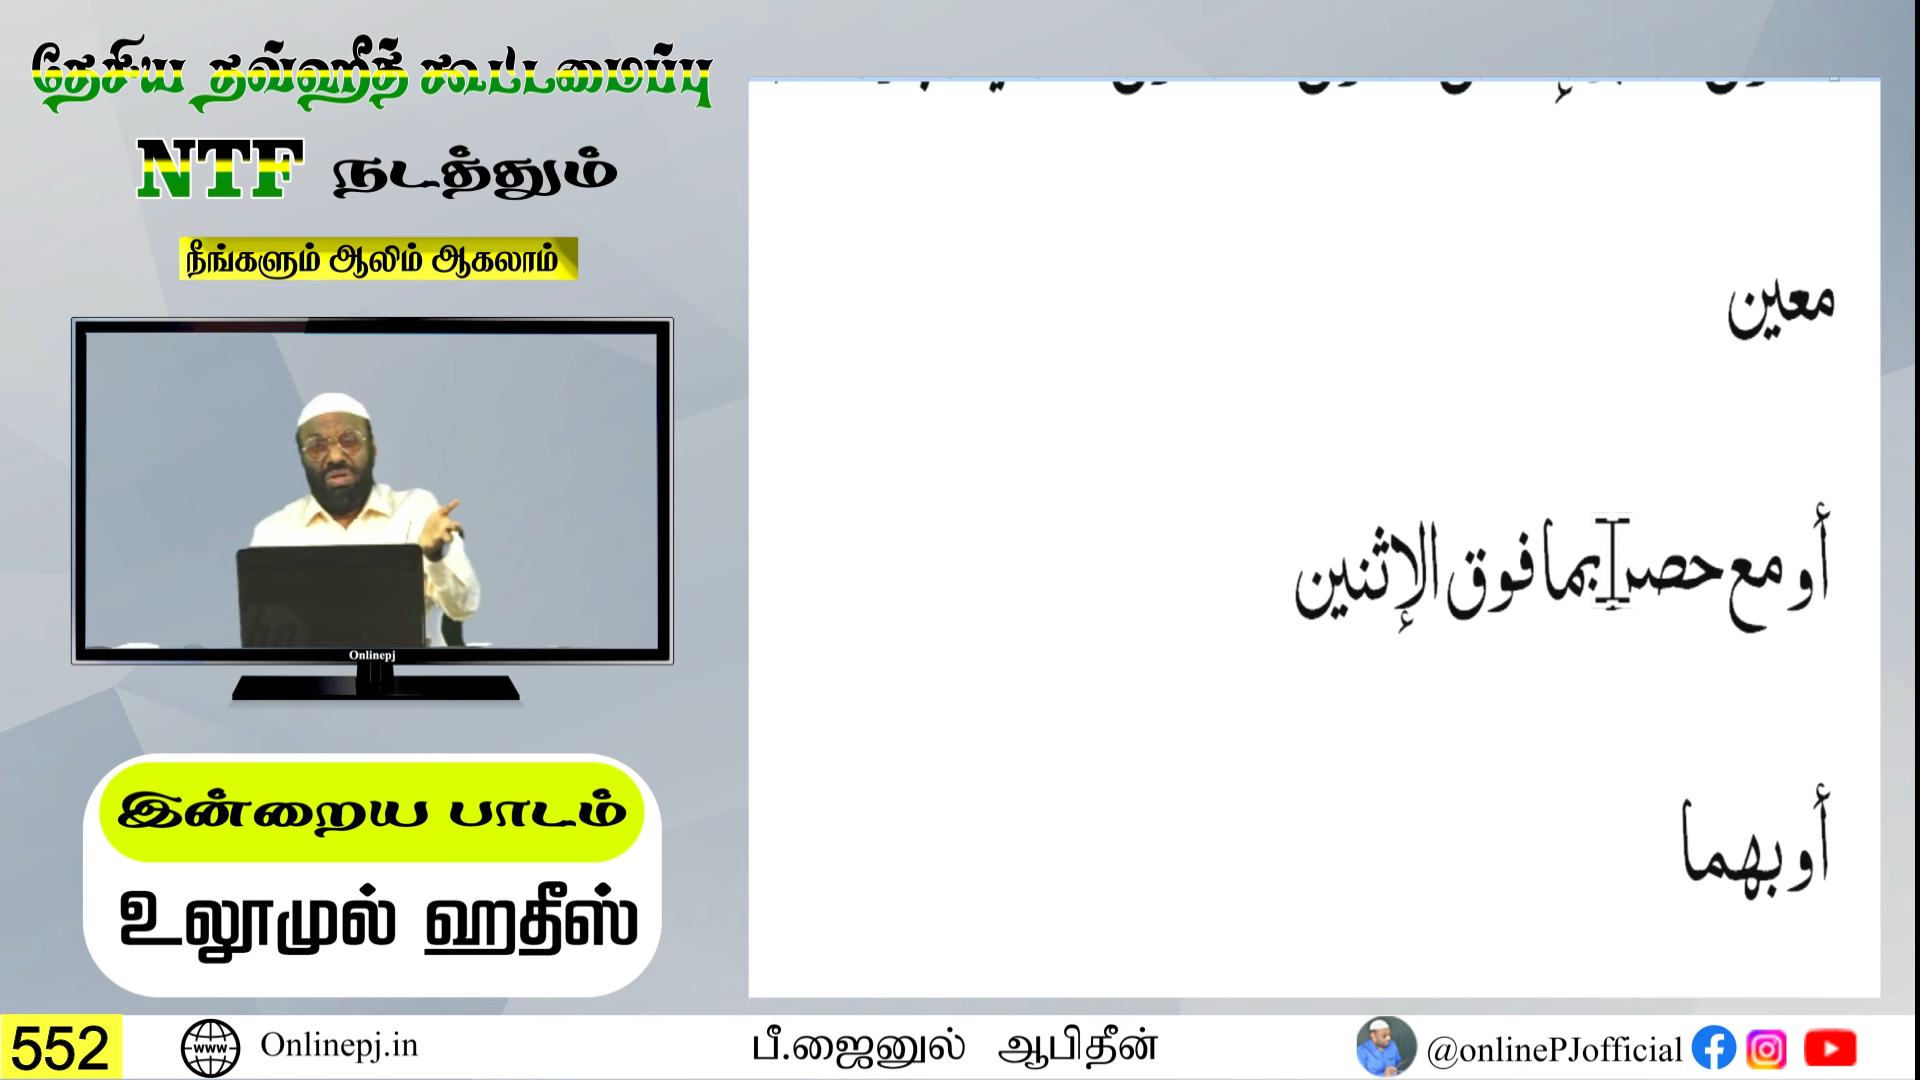 தேசிய தவ்ஹீத் கூட்டமைப்பு
NTF நடத்தும்
நீங்களும் ஆலிம் ஆகலாம்
Onlinepj
இன்றைய பாடம்
உலூமுல் ஹதீஸ்
معين
أو مع حصر بما فوق الإثنين
أو بهما
552
www
Onlinepj.in
பீ.ஜைனுல் ஆபிதீன்
@onlinePJofficial